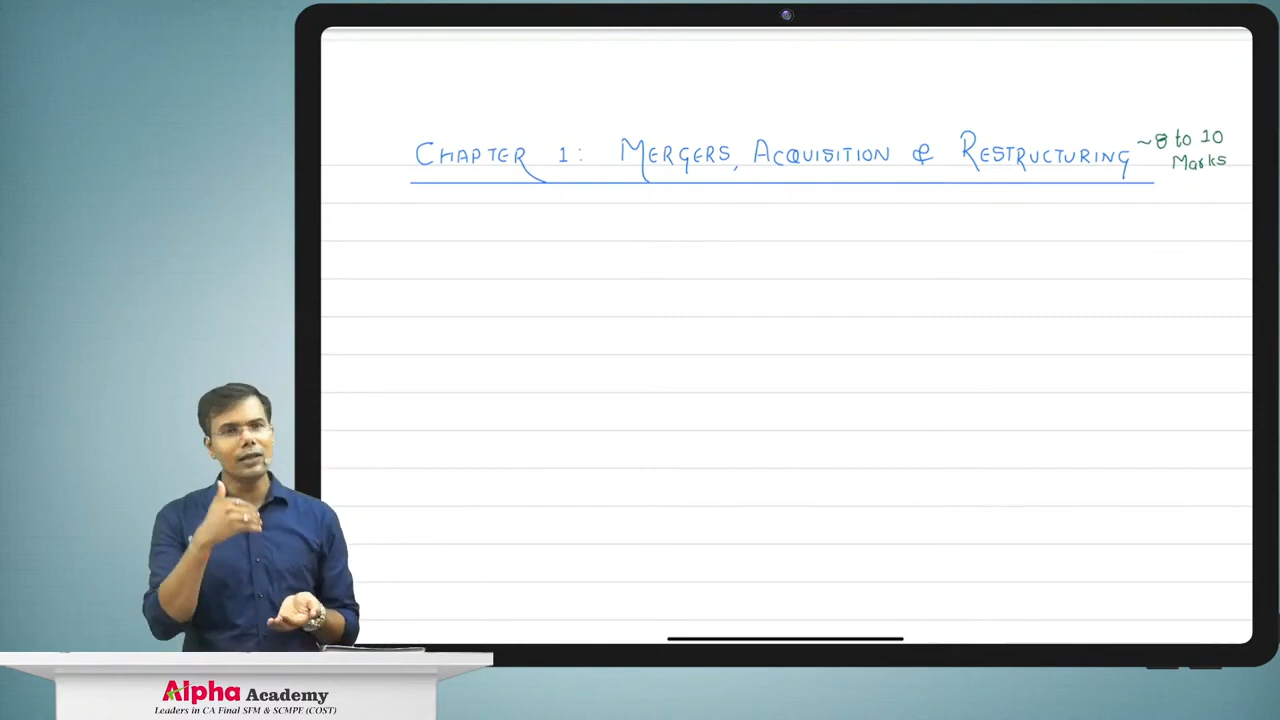 CHAPTER 1: MERGERS, ACQUISITION & RESTRUCTURING ~8 to 10
Marks
Alpha Academy
Leaders in CA Final SFM & SCMPE (COST)